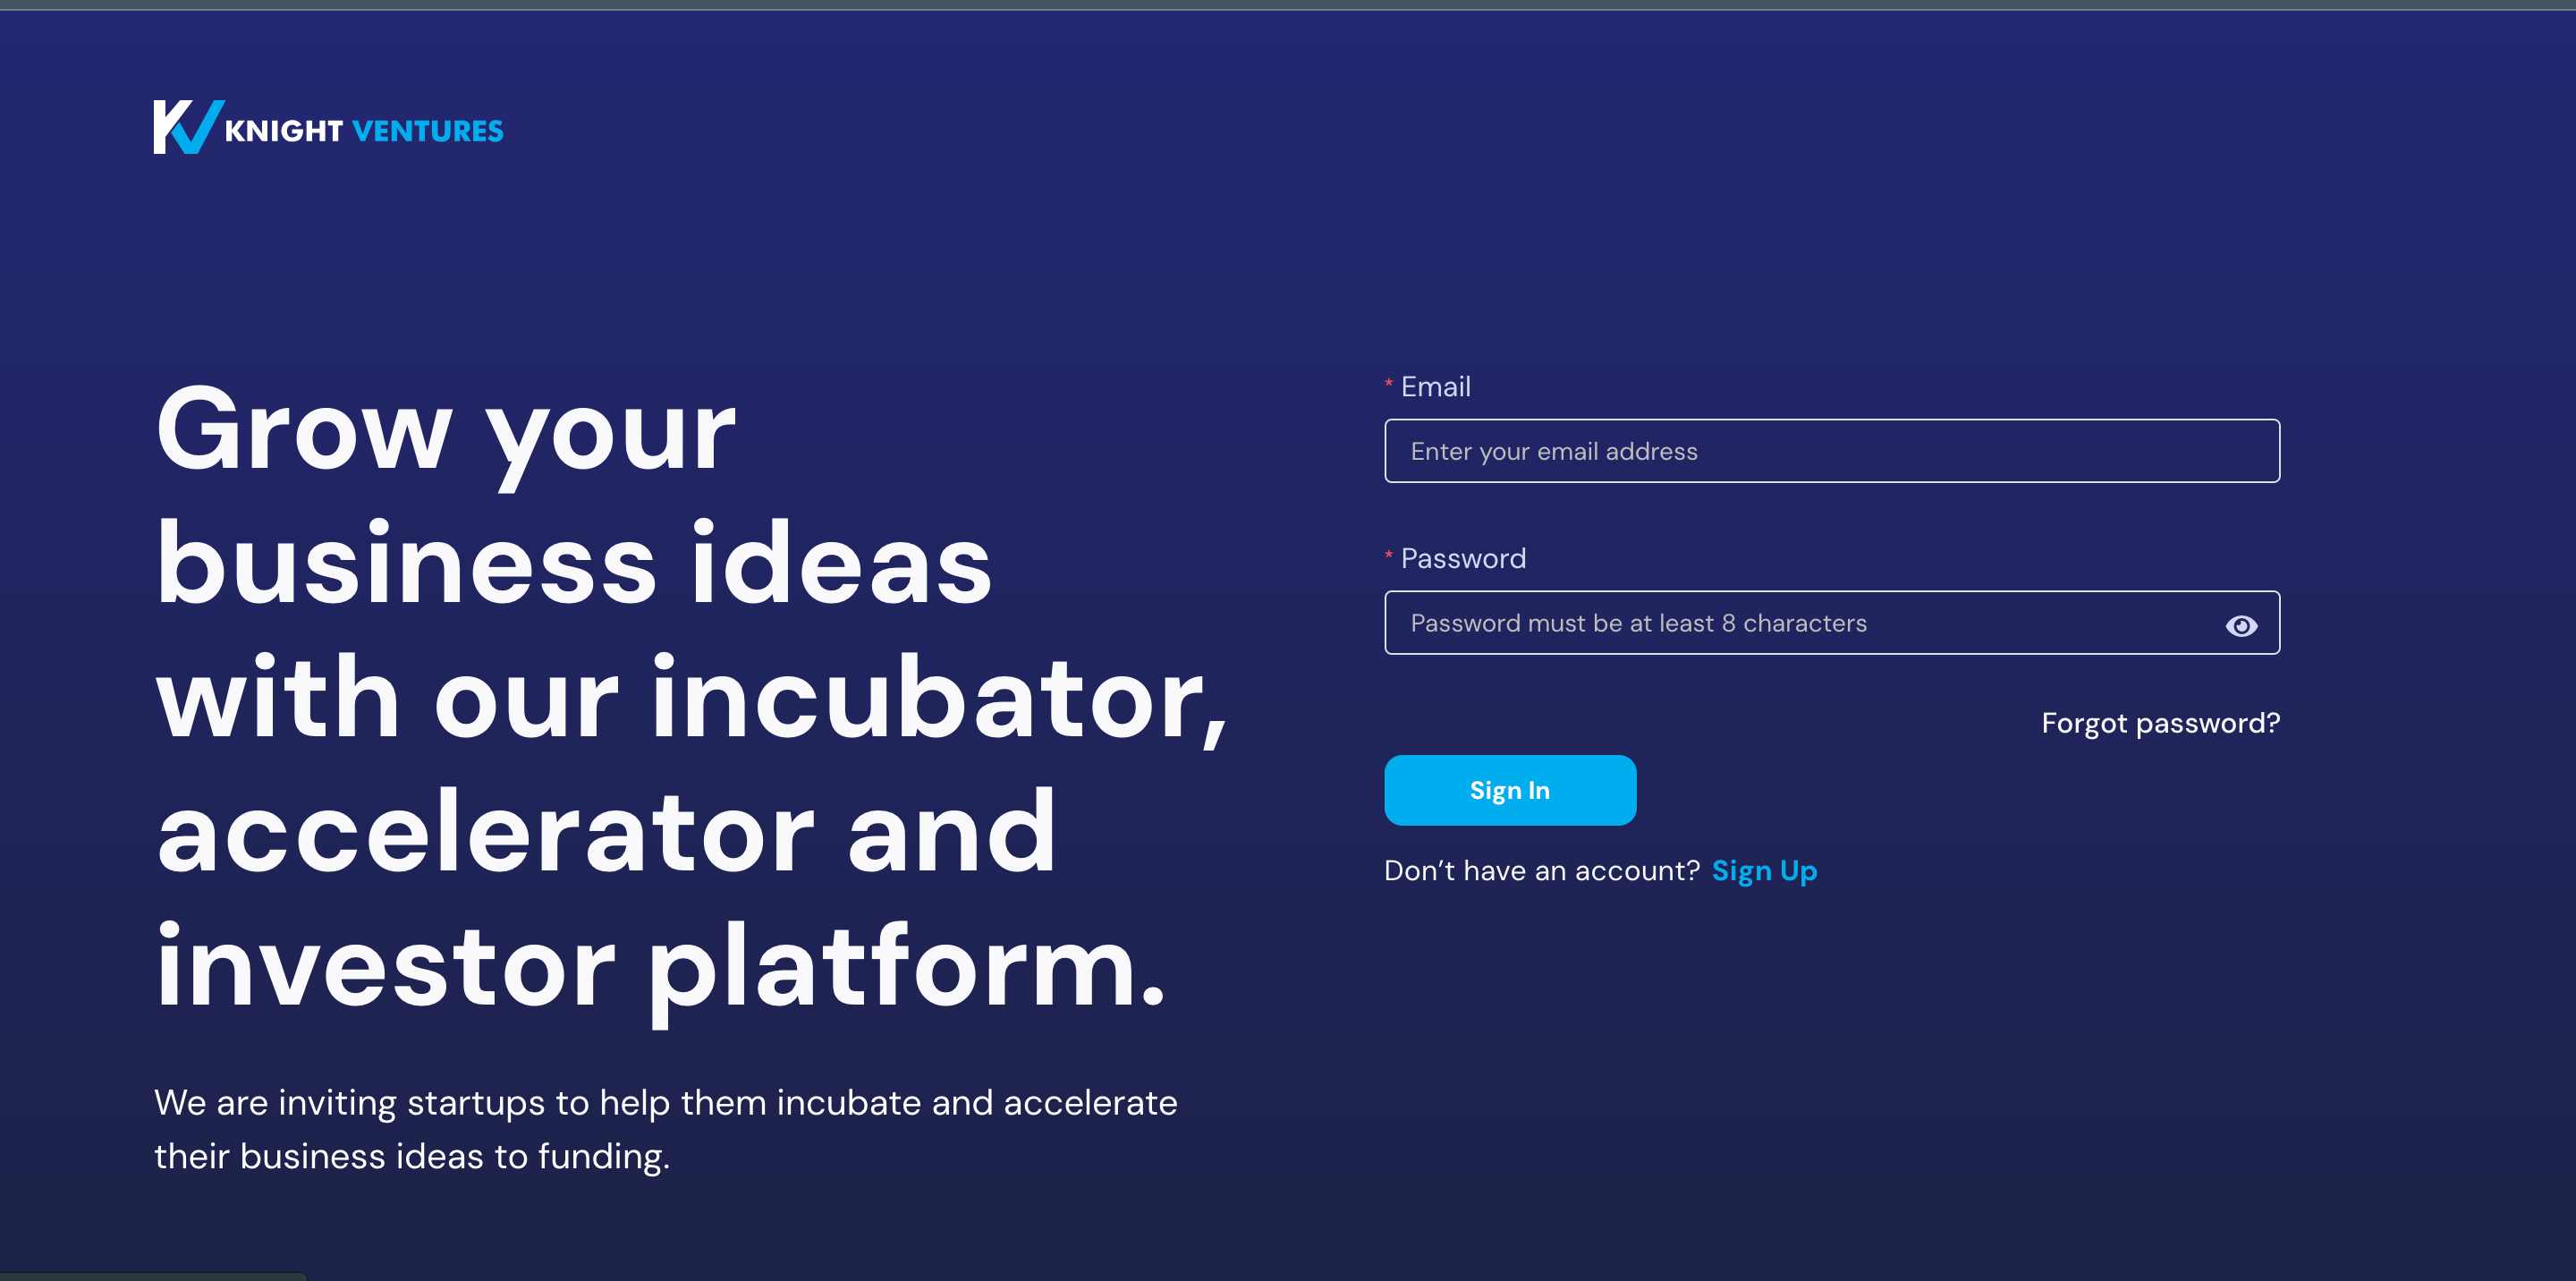 KNIGHT VENTURES
Grow your
business ideas
with our incubator,
accelerator and
investor platform.
We are inviting startups to help them incubate and accelerate
their business ideas to funding.
* Email
Enter your email address
* Password
Password must be at least 8 characters
Forgot password?
Sign In
Don’t have an account? Sign Up